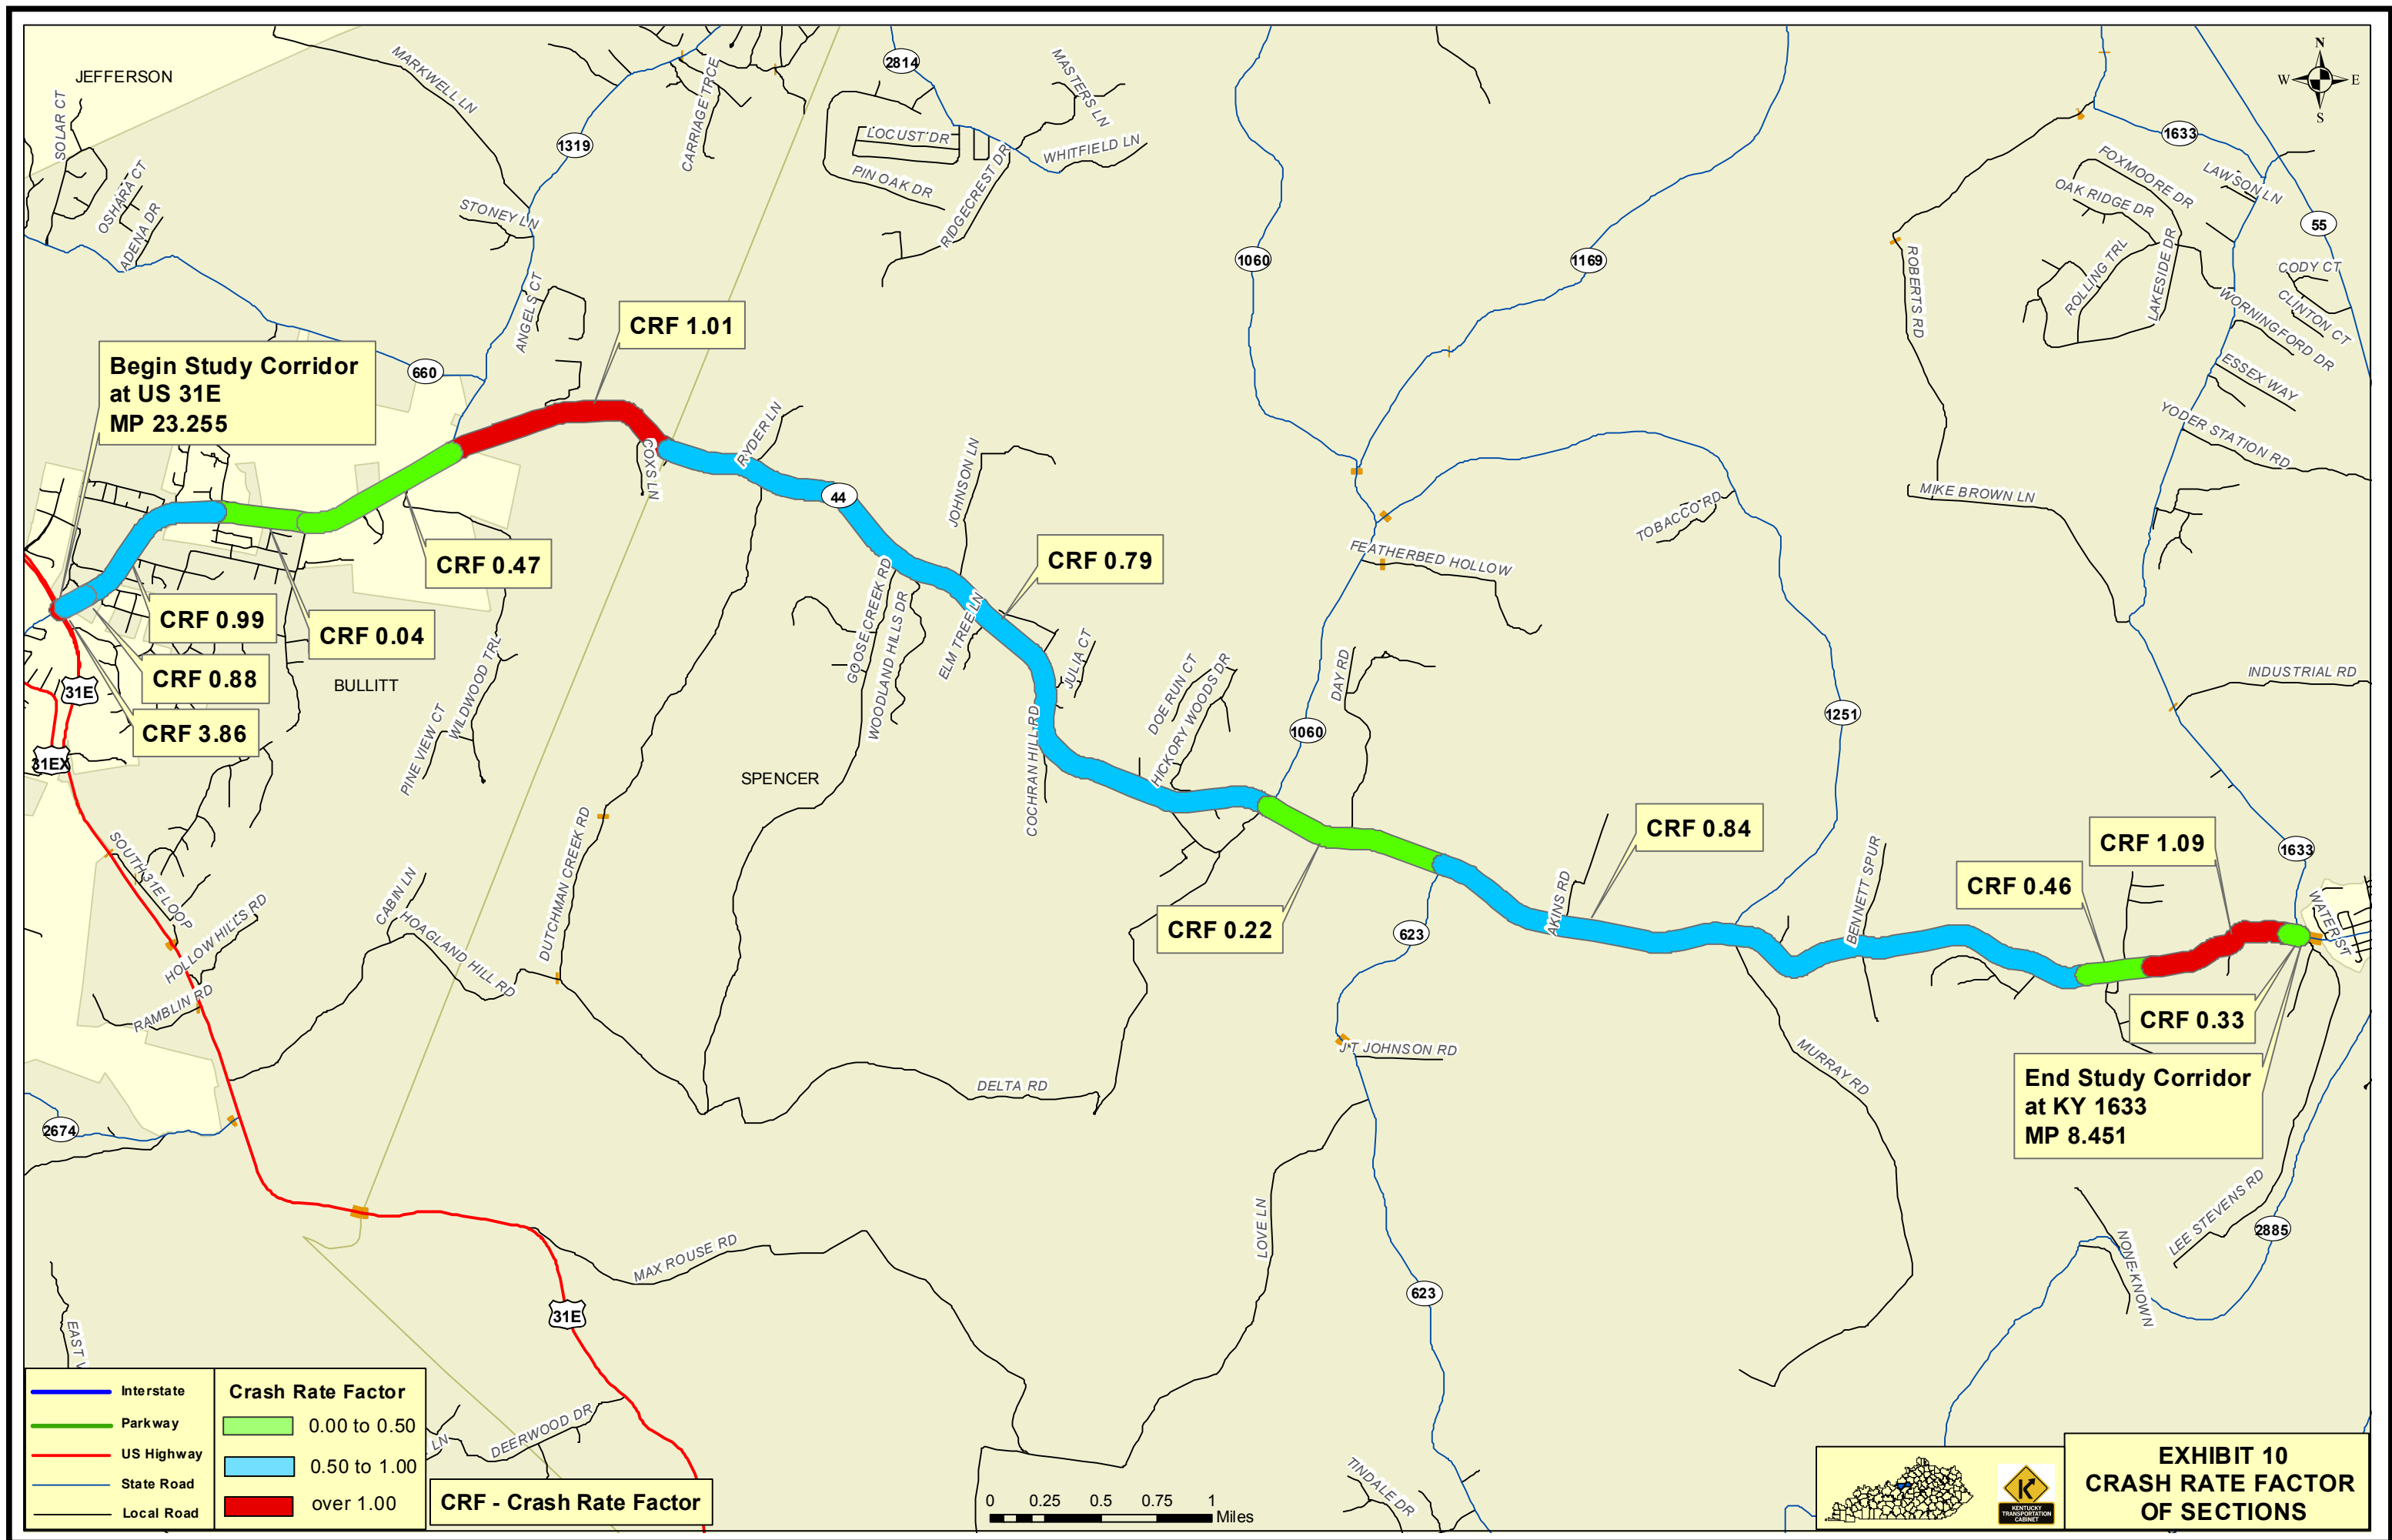 JEFFERSON
SOLAR CT
OSHARA CT
ADENA DR
MARKWELL LN
STONEY LN
1319
CARRIAGE TRCE
2814
LOCUST DR
PIN OAK DR
RIDGECREST DR
MASTERS LN
WHITFIELD LN
1060
1169
ROBERTS RD
1633
FOXMOORE DR
OAK RIDGE DR
LAWSON LN
55
ROLLING TRL
LAKESIDE DR
CODY CT
CLINTON CT
WORNINGFORD DR
ESSEX WAY
YODER STATION RD
MIKE BROWN LN
N
W
E
S
ANGELS CT
660
CRF 1.01
Begin Study Corridor
at US 31E
MP 23.255
COXS LN
RYDER LN
44
JOHNSON LN
CRF 0.47
CRF 0.99
CRF 0.04
CRF 0.88
CRF 3.86
31E
31EX
BULLITT
PINE VIEW CT
WILDWOOD TRL
GOOSE CREEK RD
WOODLAND HILLS DR
ELM TREE LN
CRF 0.79
JULIA CT
COCHRAN HILL RD
DOE RUN CT
HICKORY WOODS DR
1060
DAY RD
FEATHERBED HOLLOW
TOBACCO RD
1251
INDUSTRIAL RD
SPENCER
DUTCHMAN CREEK RD
SOUTH 31E LOOP
HOLLOW HILLS RD
RAMBLIN RD
CABIN LN
HOAGLAND HILL RD
CRF 0.22
CRF 0.84
AKINS RD
BENNETT SPUR
CRF 0.46
CRF 1.09
1633
WATER ST
CRF 0.33
End Study Corridor
at KY 1633
MP 8.451
623
J T JOHNSON RD
DELTA RD
MURRAY RD
2674
LOVE LN
MAX ROUSE RD
31E
623
LEE STEVENS RD
2885
NONE-KNOWN
EAST V
LN
DEERWOOD DR
TINDALE DR
Interstate
Parkway
US Highway
State Road
Local Road
Crash Rate Factor
0.00 to 0.50
0.50 to 1.00
over 1.00
CRF - Crash Rate Factor
0 0.25 0.5 0.75 1
Miles
KENTUCKY
TRANSPORTATION
CABINET
EXHIBIT 10
CRASH RATE FACTOR
OF SECTIONS